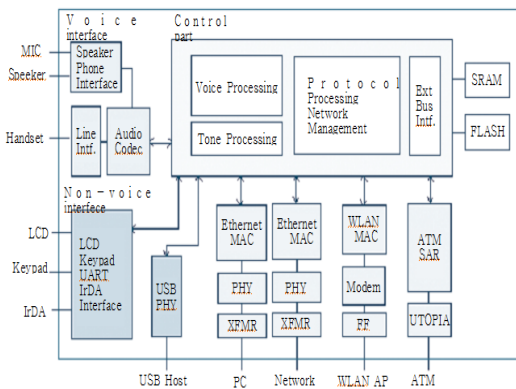 Voice
interface
Control
part
MIC
Speeker
Speaker
Phone
Interface
Handset
Line
Intf.
Audio
Codec
Voice Processing
Tone Processing
Protocol
Processing
Network
Management
Ext
Bus
Intf.
SRAM
FLASH
Non-voice
interface
LCD
Keypad
IrDA
LCD
Keypad
UART
IrDA
Interface
USB
PHY
Ethernet
MAC
PHY
XFMR
Ethernet
MAC
PHY
XFMR
WLAN
MAC
Modem
FF
ATM
SAR
UTOPIA
USB Host
PC
Network
WLAN AP
ATM